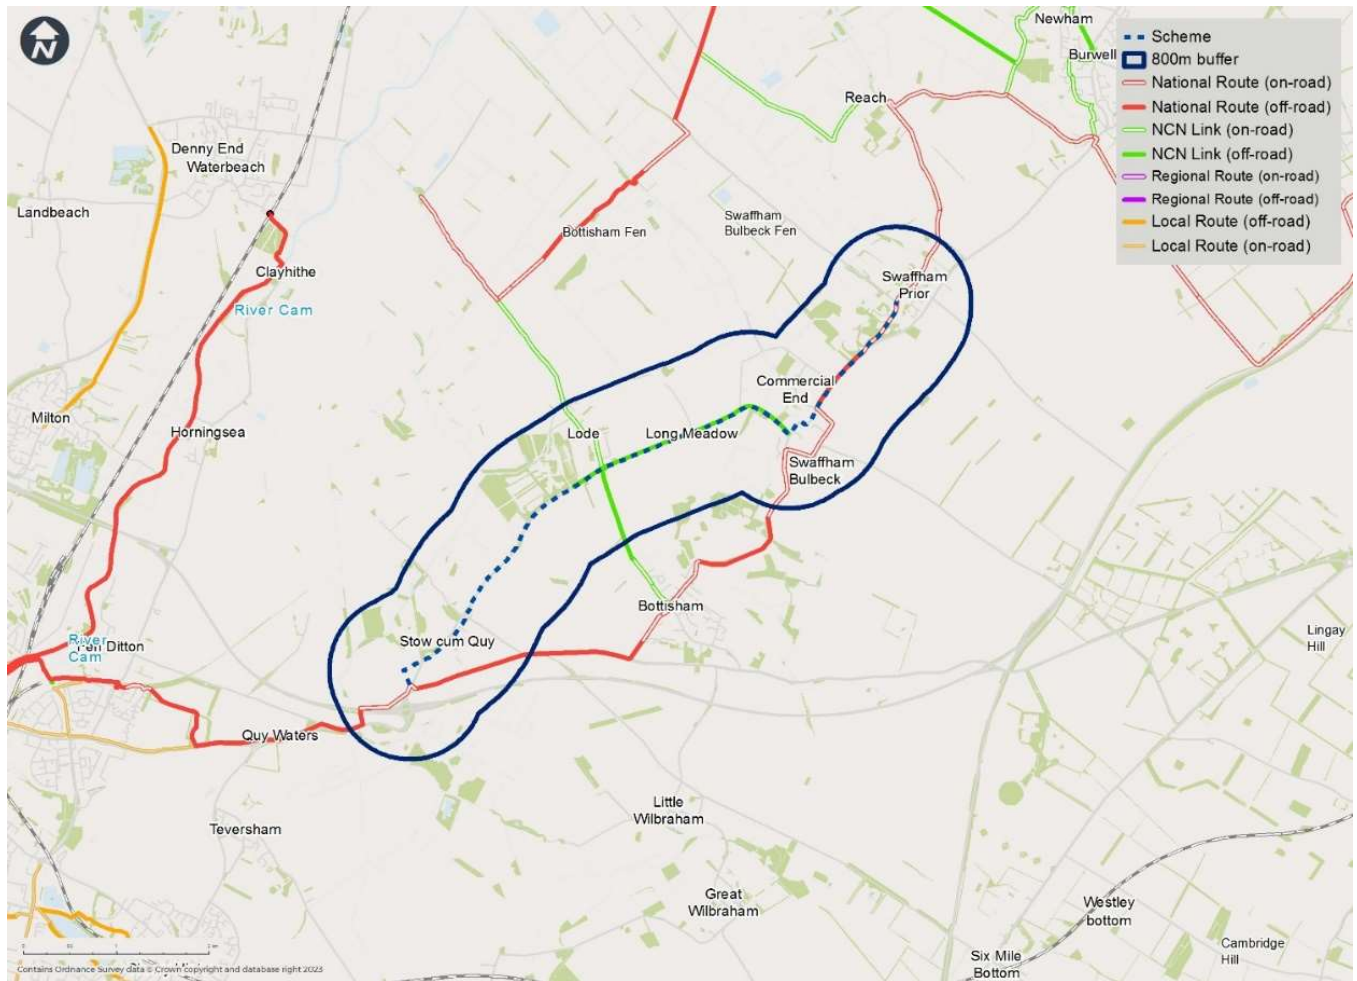 N
Newham
Burwell
Scheme
800m buffer
National Route (on-road)
National Route (off-road)
NCN Link (on-road)
NCN Link (off-road)
Regional Route (on-road)
Regional Route (off-road)
Local Route (off-road)
Local Route (on-road)
Reach
Denny End
Waterbeach
Landbeach
Swaffham
Bulbeck Fen
Bottisham Fen
Clayhithe
River Cam
Swaffham
Prior
Commercial
End
Milton
Horningsea
Lode
Long Meadow
Swaffham
Bulbeck
Bottisham
Stow cum Quy
River
Cam
Fen Ditton
Lingay
Hill
Quy Waters
Little
Wilbraham
Teversham
Great
Wilbraham
Westley
bottom
Six Mile
Bottom
Cambridge
Hill
Contains Ordnance Survey data © Crown copyright and database right 2023